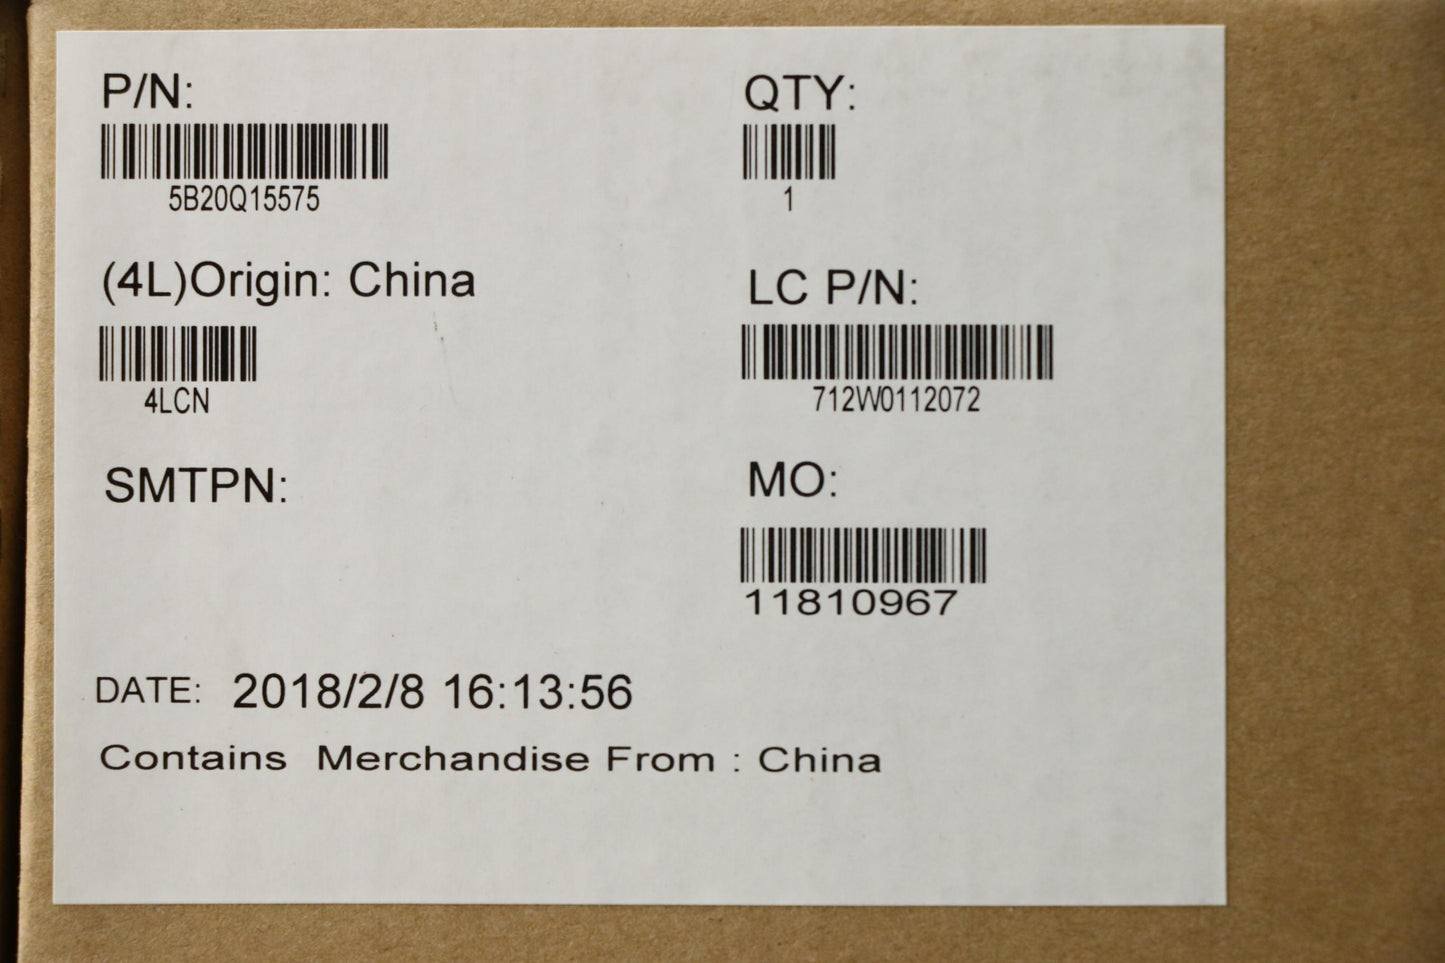 P/N:
5B20Q15575
QTY:
1
(4L)Origin: China
4LCN
LC P/N:
712W0112072
SMTPN:
MO:
11810967
DATE: 2018/2/8 16:13:56
Contains Merchandise From : China